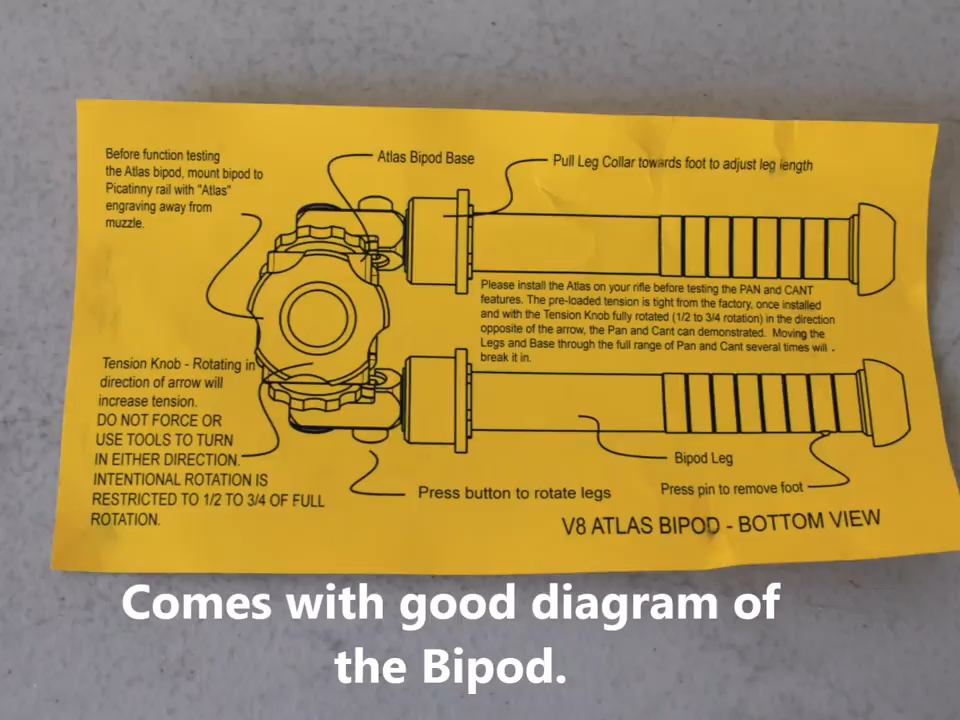 Before function testing
the Atlas bipod, mount bipod to
Picatinny rail with "Atlas"
engraving away from
muzzle.
Atlas Bipod Base
Pull Leg Collar towards foot to adjust leg length
Please install the Atlas on your rifle before testing the PAN and CANT
features. The pre-loaded tension is tight from the factory, once installed
and with the Tension Knob fully rotated (1/2 to 3/4 rotation) in the direction
opposite of the arrow, the Pan and Cant can demonstrated. Moving the
Legs and Base through the full range of Pan and Cant several times will
break it in.
Tension Knob - Rotating in
direction of arrow will
increase tension.
DO NOT FORCE OR
USE TOOLS TO TURN
IN EITHER DIRECTION.
INTENTIONAL ROTATION IS
RESTRICTED TO 1/2 TO 3/4 OF FULL
ROTATION.
Bipod Leg
Press button to rotate legs
Press pin to remove foot
V8 ATLAS BIPOD - BOTTOM VIEW
Comes with good diagram of
the Bipod.